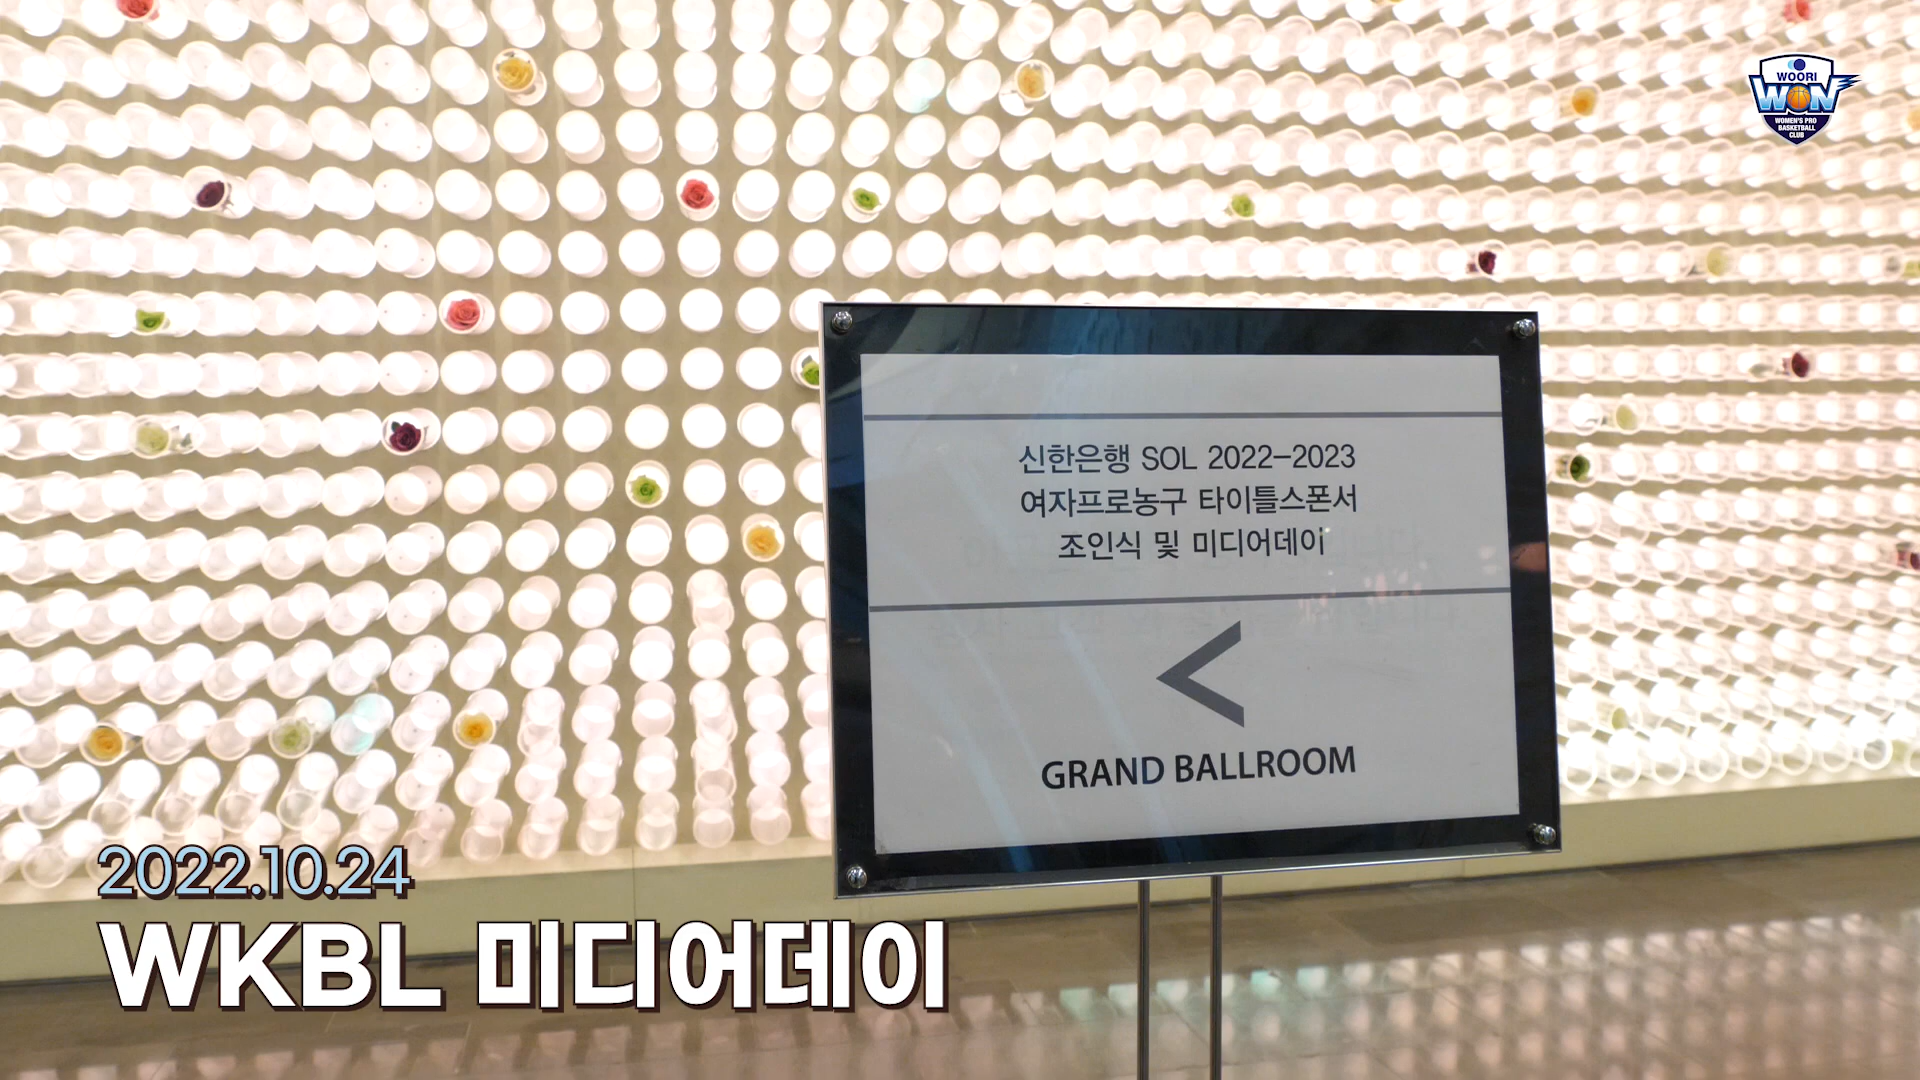 WOORI
WON
WOMEN'S PRO
BASKETBALL
CLUB
신한은행 SOL 2022-2023
여자프로농구 타이틀스폰서
조인식 및 미디어데이
GRAND BALLROOM
2022.10.24
WKBL 미디어데이